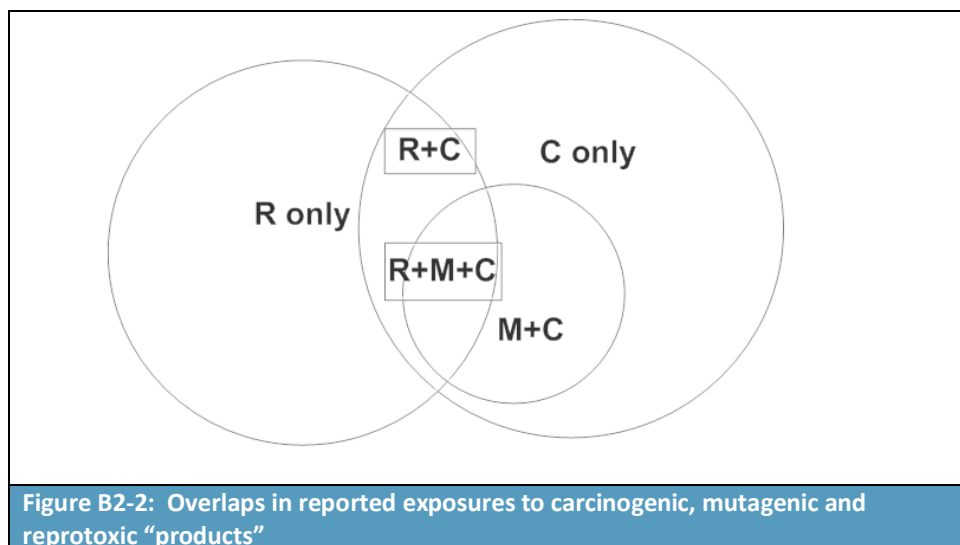 R+C
C only
R only
R+M+C
M+C
Figure B2-2: Overlaps in reported exposures to carcinogenic, mutagenic and
reprotoxic “products”